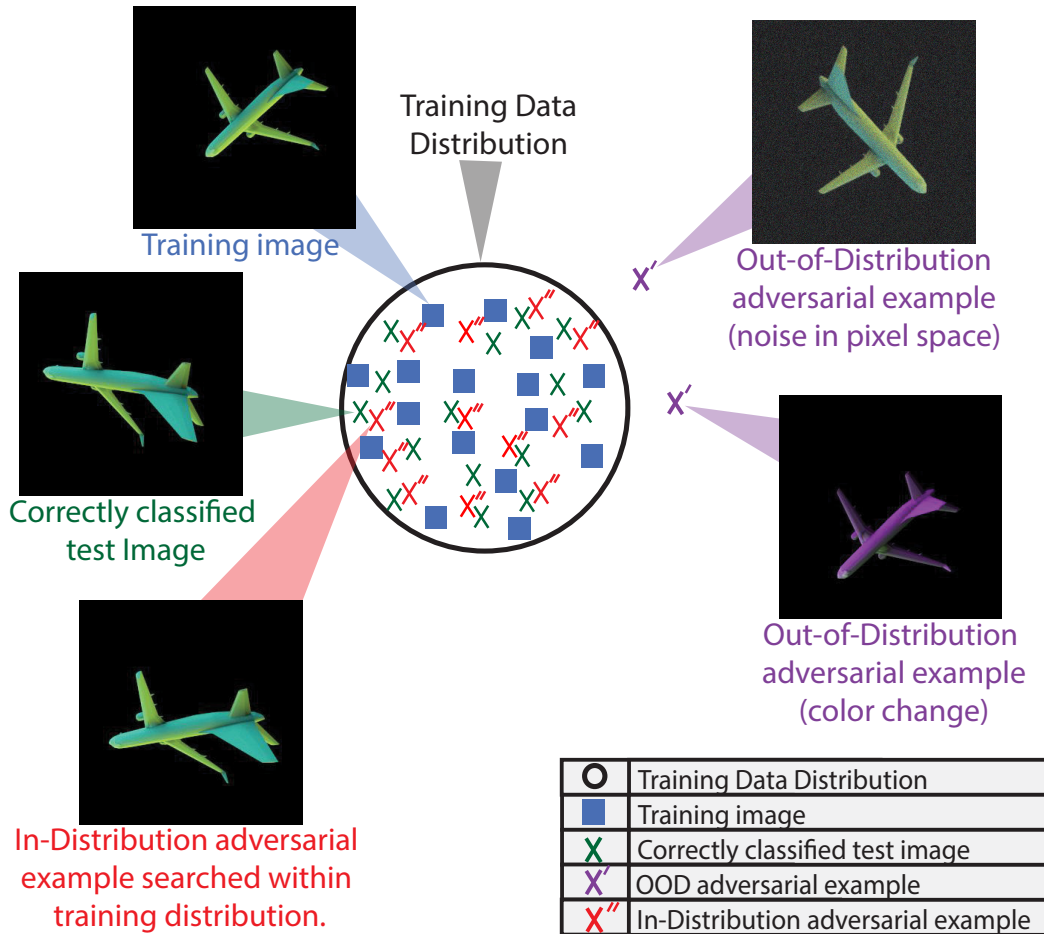 Training Data
Distribution
Training image
Out-of-Distribution
adversarial example
(noise in pixel space)
X′
X″
X″
X″
X″
X″
X′
X″
X″
X″
X″
X″
X″
X″
X″
Correctly classified
test Image
Out-of-Distribution
adversarial example
(color change)
In-Distribution adversarial
example searched within
training distribution.
Training Data Distribution
Training image
X Correctly classified test image
X′ OOD adversarial example
X″ In-Distribution adversarial example